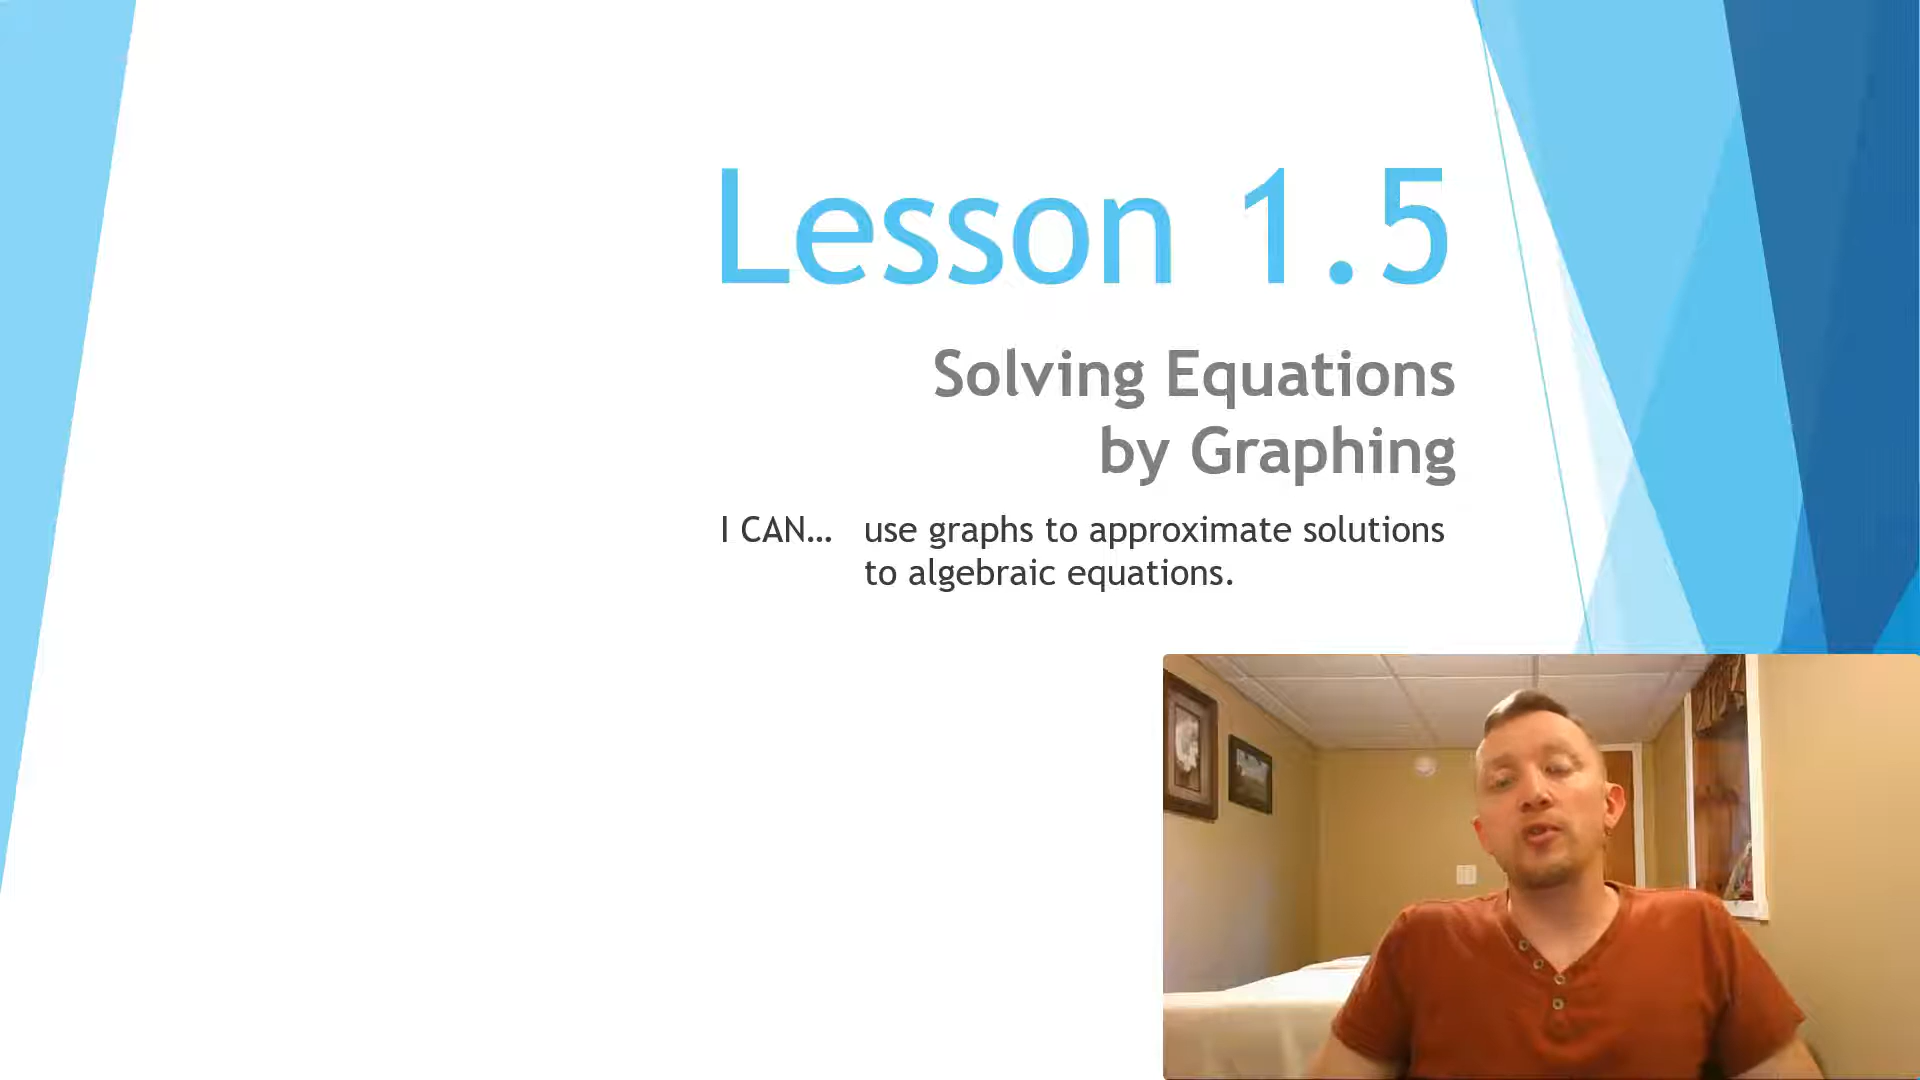 Lesson 1.5
Solving Equations
by Graphing
I CAN… use graphs to approximate solutions
to algebraic equations.